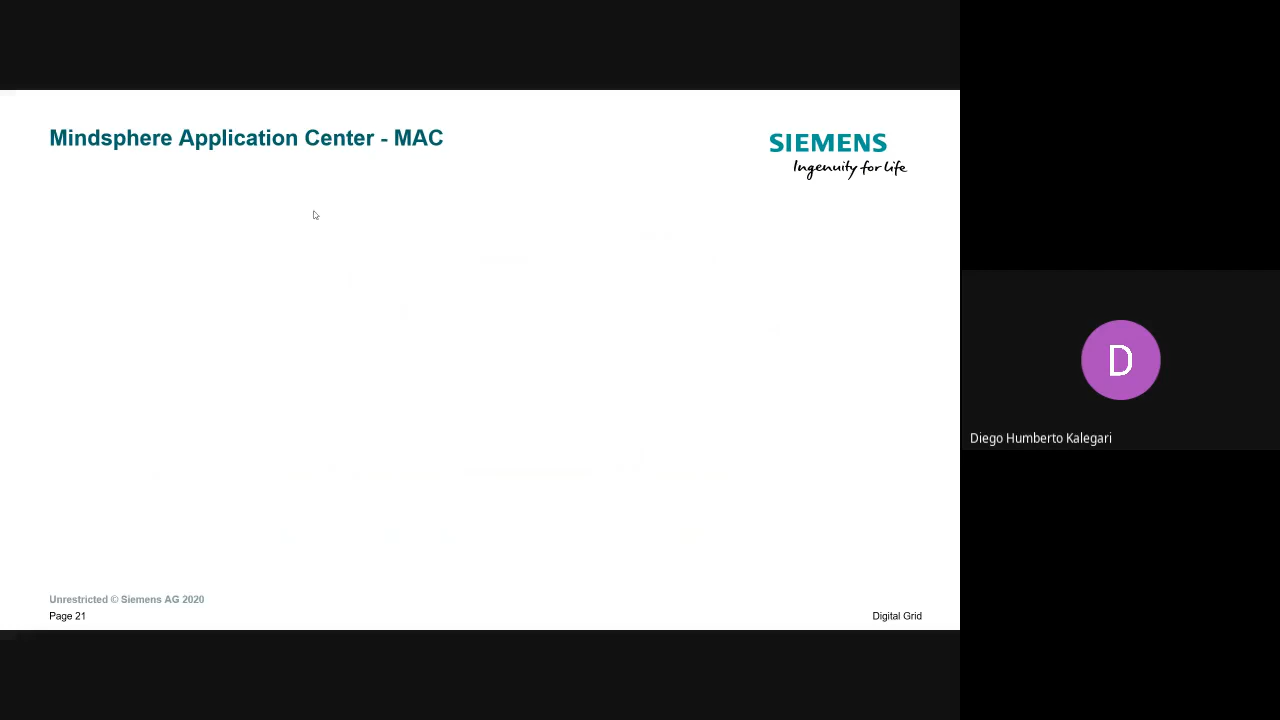 Mindsphere Application Center - MAC
SIEMENS
Ingenuity for life
D
Diego Humberto Kalegari
Unrestricted © Siemens AG 2020
Page 21
Digital Grid